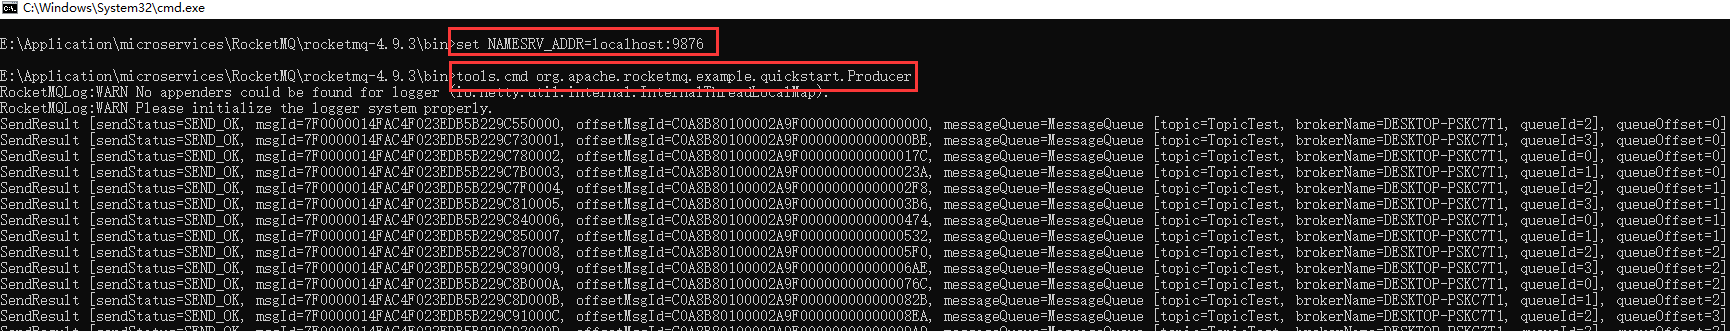 C:\Windows\System32\cmd.exe
E:\Application\microservices\RocketMQ\rocketmq-4.9.3\bin>set NAMESRV_ADDR=localhost:9876
E:\Application\microservices\RocketMQ\rocketmq-4.9.3\bin>tools.cmd org.apache.rocketmq.example.quickstart.Producer
RocketMQLog:WARN No appenders could be found for logger (io.netty.util.internal.InternalThreadLocalMap).
RocketMQLog:WARN Please initialize the logger system properly.
SendResult [sendStatus=SEND_OK, msgId=7F0000014FAC4F023EDB5B229C550000, offsetMsgId=C0A8B80100002A9F0000000000000000, messageQueue=MessageQueue [topic=TopicTest, brokerName=DESKTOP-PSKC7T1, queueId=2], queueOffset=0]
SendResult [sendStatus=SEND_OK, msgId=7F0000014FAC4F023EDB5B229C730001, offsetMsgId=C0A8B80100002A9F00000000000000BE, messageQueue=MessageQueue [topic=TopicTest, brokerName=DESKTOP-PSKC7T1, queueId=3], queueOffset=0]
SendResult [sendStatus=SEND_OK, msgId=7F0000014FAC4F023EDB5B229C780002, offsetMsgId=C0A8B80100002A9F000000000000017C, messageQueue=MessageQueue [topic=TopicTest, brokerName=DESKTOP-PSKC7T1, queueId=0], queueOffset=0]
SendResult [sendStatus=SEND_OK, msgId=7F0000014FAC4F023EDB5B229C7B0003, offsetMsgId=C0A8B80100002A9F000000000000023A, messageQueue=MessageQueue [topic=TopicTest, brokerName=DESKTOP-PSKC7T1, queueId=1], queueOffset=0]
SendResult [sendStatus=SEND_OK, msgId=7F0000014FAC4F023EDB5B229C7F0004, offsetMsgId=C0A8B80100002A9F00000000000002F8, messageQueue=MessageQueue [topic=TopicTest, brokerName=DESKTOP-PSKC7T1, queueId=2], queueOffset=1]
SendResult [sendStatus=SEND_OK, msgId=7F0000014FAC4F023EDB5B229C810005, offsetMsgId=C0A8B80100002A9F00000000000003B6, messageQueue=MessageQueue [topic=TopicTest, brokerName=DESKTOP-PSKC7T1, queueId=3], queueOffset=1]
SendResult [sendStatus=SEND_OK, msgId=7F0000014FAC4F023EDB5B229C840006, offsetMsgId=C0A8B80100002A9F0000000000000474, messageQueue=MessageQueue [topic=TopicTest, brokerName=DESKTOP-PSKC7T1, queueId=0], queueOffset=1]
SendResult [sendStatus=SEND_OK, msgId=7F0000014FAC4F023EDB5B229C850007, offsetMsgId=C0A8B80100002A9F0000000000000532, messageQueue=MessageQueue [topic=TopicTest, brokerName=DESKTOP-PSKC7T1, queueId=1], queueOffset=1]
SendResult [sendStatus=SEND_OK, msgId=7F0000014FAC4F023EDB5B229C870008, offsetMsgId=C0A8B80100002A9F00000000000005F0, messageQueue=MessageQueue [topic=TopicTest, brokerName=DESKTOP-PSKC7T1, queueId=2], queueOffset=2]
SendResult [sendStatus=SEND_OK, msgId=7F0000014FAC4F023EDB5B229C890009, offsetMsgId=C0A8B80100002A9F00000000000006AE, messageQueue=MessageQueue [topic=TopicTest, brokerName=DESKTOP-PSKC7T1, queueId=3], queueOffset=2]
SendResult [sendStatus=SEND_OK, msgId=7F0000014FAC4F023EDB5B229C8B000A, offsetMsgId=C0A8B80100002A9F000000000000076C, messageQueue=MessageQueue [topic=TopicTest, brokerName=DESKTOP-PSKC7T1, queueId=0], queueOffset=2]
SendResult [sendStatus=SEND_OK, msgId=7F0000014FAC4F023EDB5B229C8D000B, offsetMsgId=C0A8B80100002A9F000000000000082B, messageQueue=MessageQueue [topic=TopicTest, brokerName=DESKTOP-PSKC7T1, queueId=1], queueOffset=2]
SendResult [sendStatus=SEND_OK, msgId=7F0000014FAC4F023EDB5B229C91000C, offsetMsgId=C0A8B80100002A9F00000000000008EA, messageQueue=MessageQueue [topic=TopicTest, brokerName=DESKTOP-PSKC7T1, queueId=2], queueOffset=3]